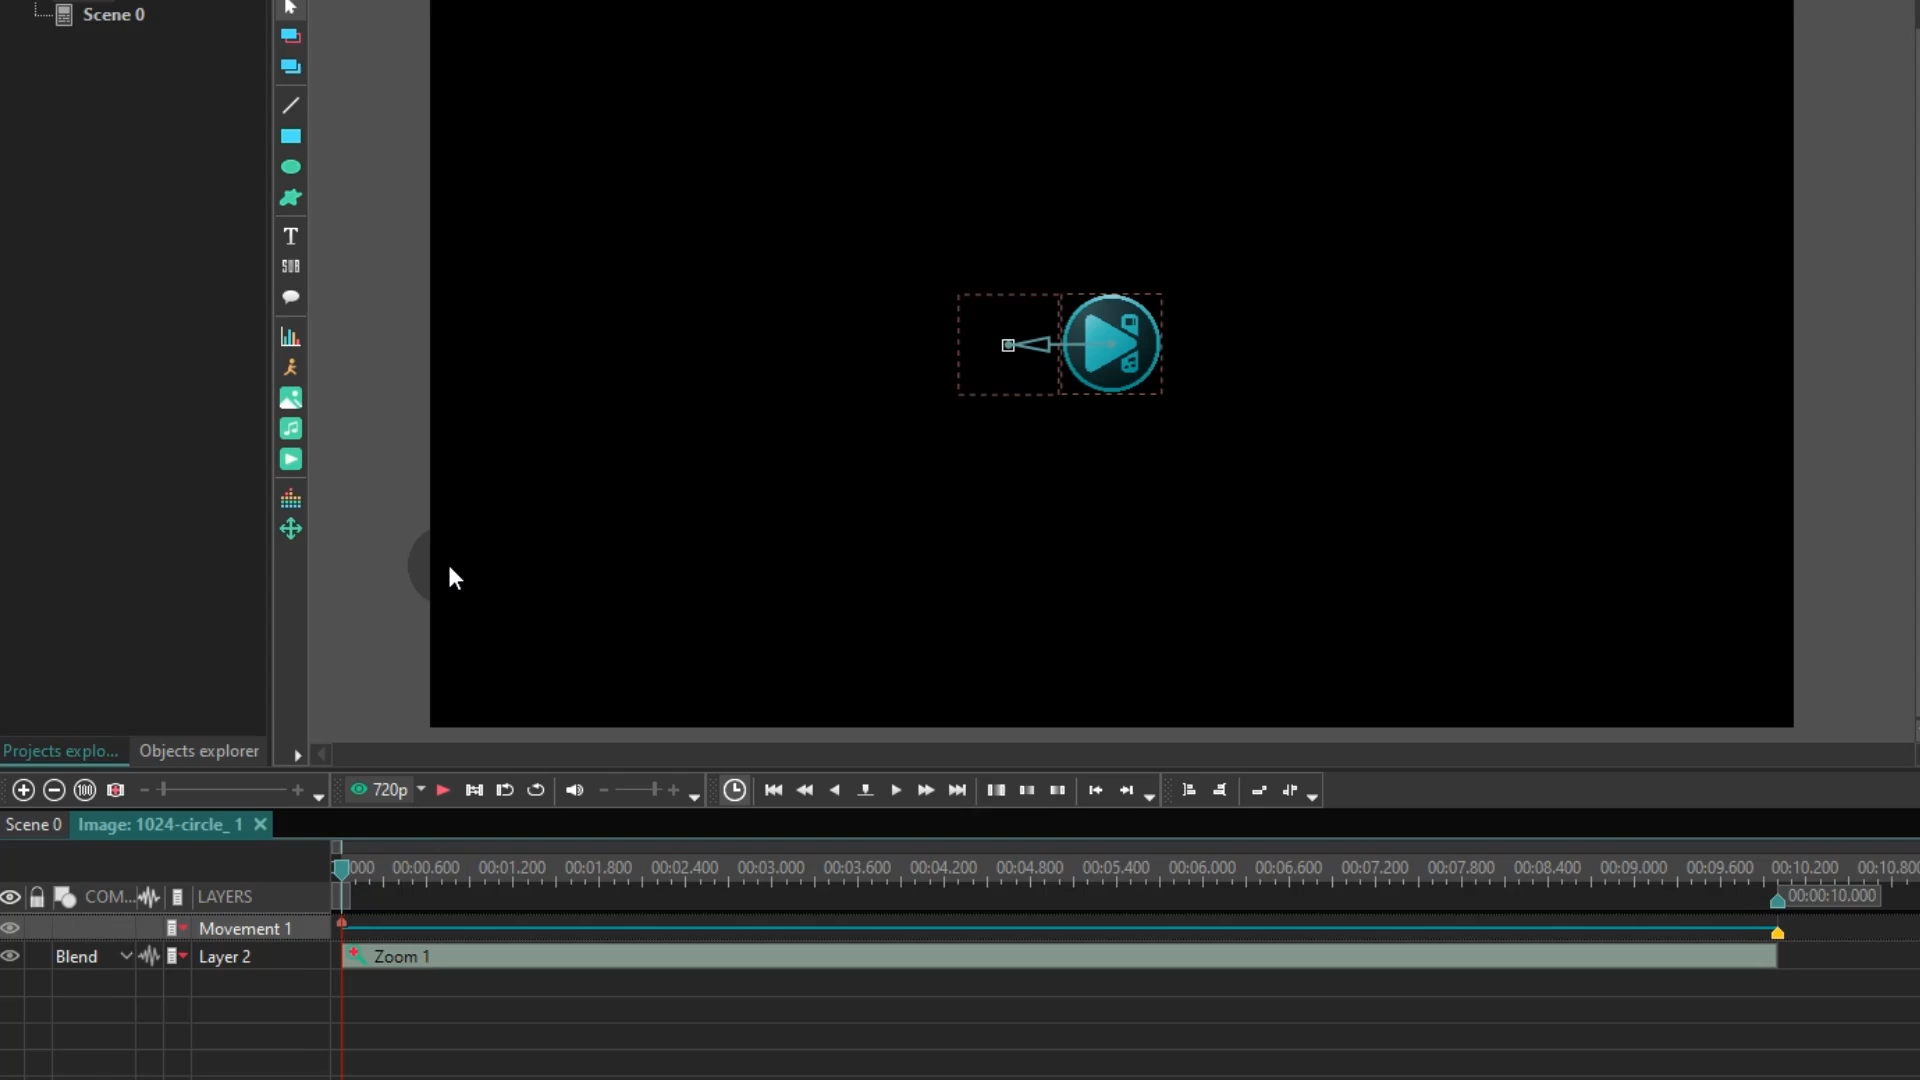 Scene 0
T
SUB
Projects explo... Objects explorer
100 720p
Scene 0 Image: 1024-circle_ 1
000 00:00.600 00:01.200 00:01.800 00:02.400 00:03.000 00:03.600 00:04.200 00:04.800 00:05.400 00:06.000 00:06.600 00:07.200 00:07.800 00:08.400 00:09.000 00:09.600 00:10.200 00:10.800
COM... LAYERS 00:00:10.000
Movement 1
Blend Layer 2 Zoom 1